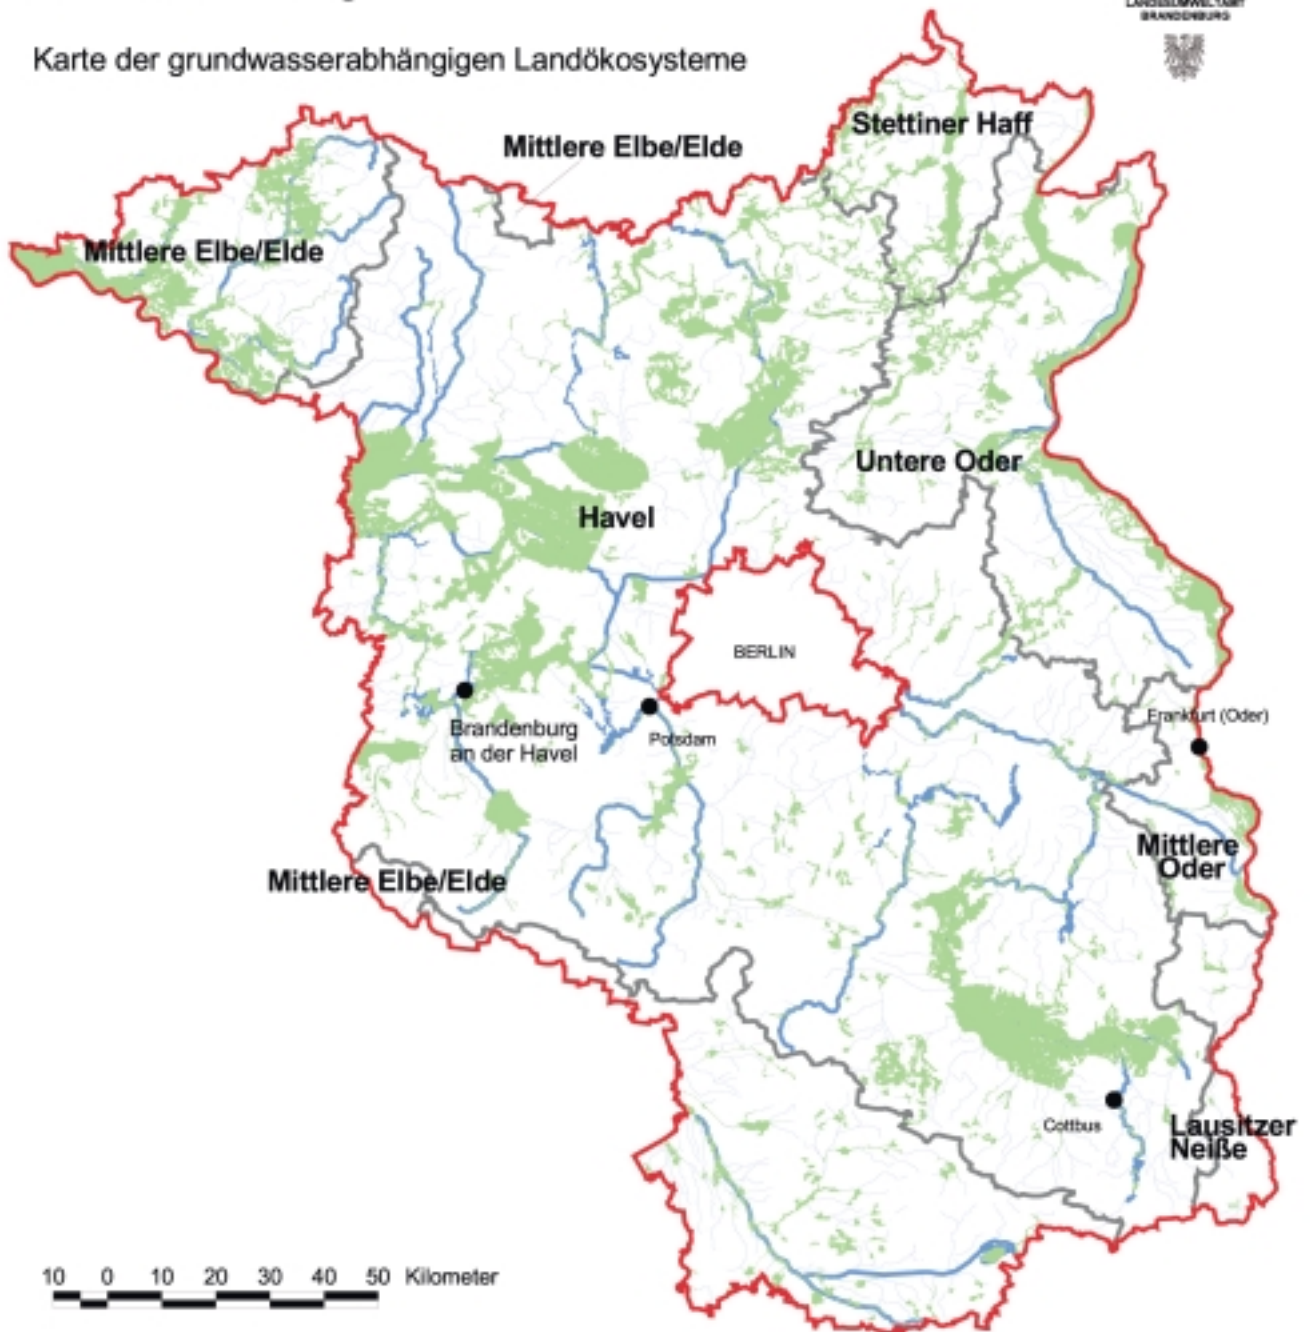 LANDESUMWELTAMT
BRANDENBURG
Karte der grundwasserabhängigen Landökosysteme
Stettiner Haff
Mittlere Elbe/Elde
Mittlere Elbe/Elde
Untere Oder
Havel
BERLIN
Brandenburg
an der Havel
Potsdam
Frankfurt (Oder)
Mittlere
Oder
Mittlere Elbe/Elde
Cottbus
Lausitzer
Neiße
10 0 10 20 30 40 50 Kilometer